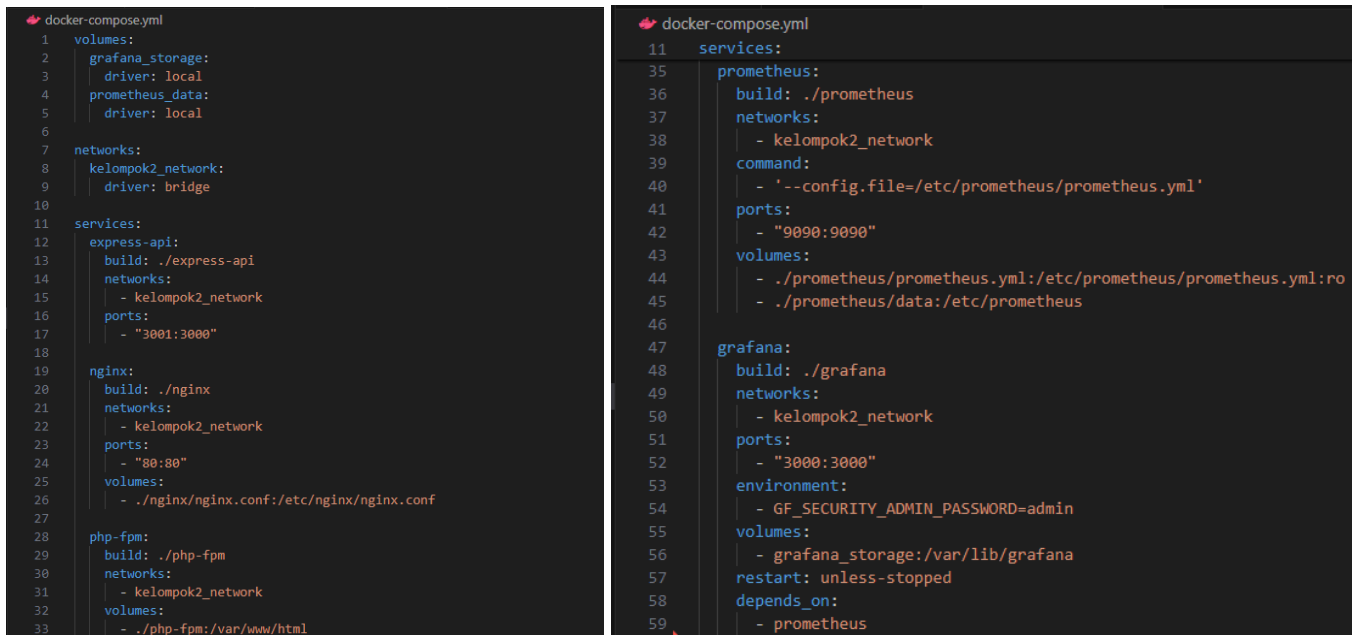 docker-compose.yml
1 volumes:
2 grafana_storage:
3 driver: local
4 prometheus_data:
5 driver: local
6
7 networks:
8 kelompok2_network:
9 driver: bridge
10
11 services:
12 express-api:
13 build: ./express-api
14 networks:
15 - kelompok2_network
16 ports:
17 - "3001:3000"
18
19 nginx:
20 build: ./nginx
21 networks:
22 - kelompok2_network
23 ports:
24 - "80:80"
25 volumes:
26 - ./nginx/nginx.conf:/etc/nginx/nginx.conf
27
28 php-fpm:
29 build: ./php-fpm
30 networks:
31 - kelompok2_network
32 volumes:
33 - ./php-fpm:/var/www/html
docker-compose.yml
11 services:
35 prometheus:
36 build: ./prometheus
37 networks:
38 - kelompok2_network
39 command:
40 - '--config.file=/etc/prometheus/prometheus.yml'
41 ports:
42 - "9090:9090"
43 volumes:
44 - ./prometheus/prometheus.yml:/etc/prometheus/prometheus.yml:ro
45 - ./prometheus/data:/etc/prometheus
46
47 grafana:
48 build: ./grafana
49 networks:
50 - kelompok2_network
51 ports:
52 - "3000:3000"
53 environment:
54 - GF_SECURITY_ADMIN_PASSWORD=admin
55 volumes:
56 - grafana_storage:/var/lib/grafana
57 restart: unless-stopped
58 depends_on:
59 - prometheus